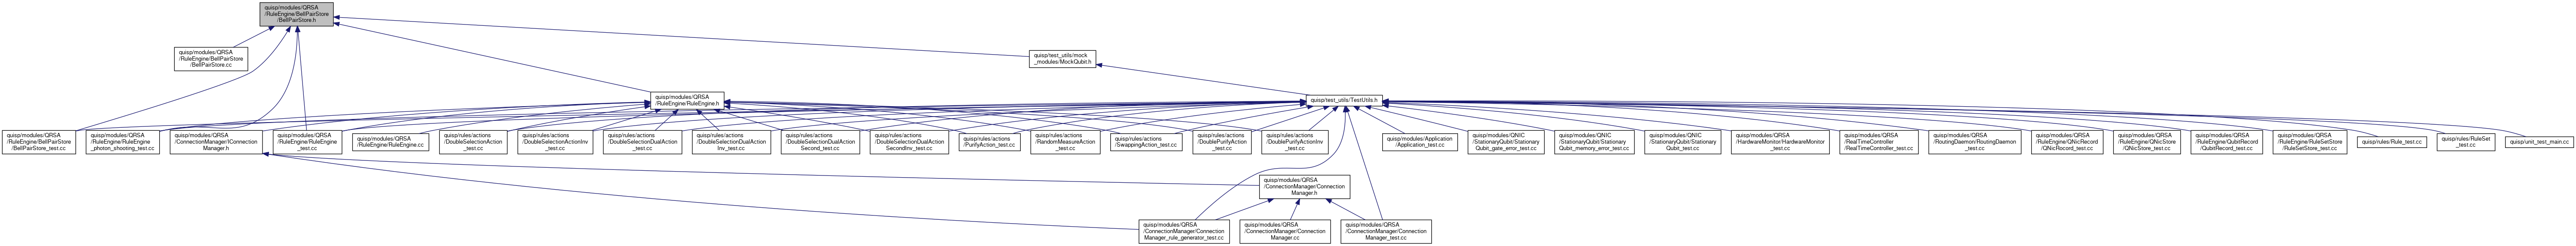 quisp/modules/QRSA
/RuleEngine/BellPairStore
/BellPairStore.h
quisp/modules/QRSA
/RuleEngine/BellPairStore
/BellPairStore.cc
quisp/test_utils/mock
_modules/MockQubit.h
quisp/modules/QRSA
/RuleEngine/RuleEngine.h
quisp/test_utils/TestUtils.h
quisp/modules/QRSA
/RuleEngine/BellPairStore
/BellPairStore_test.cc
quisp/modules/QRSA
/RuleEngine/RuleEngine
_photon_shooting_test.cc
quisp/modules/QRSA
/ConnectionManager/IConnection
Manager.h
quisp/modules/QRSA
/RuleEngine/RuleEngine
_test.cc
quisp/modules/QRSA
/RuleEngine/RuleEngine.cc
quisp/rules/actions
/DoubleSelectionAction
_test.cc
quisp/rules/actions
/DoubleSelectionActionInv
_test.cc
quisp/rules/actions
/DoubleSelectionDualAction
_test.cc
quisp/rules/actions
/DoubleSelectionDualAction
Inv_test.cc
quisp/rules/actions
/DoubleSelectionDualAction
Second_test.cc
quisp/rules/actions
/DoubleSelectionDualAction
SecondInv_test.cc
quisp/rules/actions
/PurifyAction_test.cc
quisp/rules/actions
/RandomMeasureAction
_test.cc
quisp/rules/actions
/SwappingAction_test.cc
quisp/rules/actions
/DoublePurifyAction
_test.cc
quisp/rules/actions
/DoublePurifyActionInv
_test.cc
quisp/modules/Application
/Application_test.cc
quisp/modules/QNIC
/StationaryQubit/Stationary
Qubit_gate_error_test.cc
quisp/modules/QNIC
/StationaryQubit/Stationary
Qubit_memory_error_test.cc
quisp/modules/QNIC
/StationaryQubit/Stationary
Qubit_test.cc
quisp/modules/QRSA
/HardwareMonitor/HardwareMonitor
_test.cc
quisp/modules/QRSA
/RealTimeController
/RealTimeController_test.cc
quisp/modules/QRSA
/RoutingDaemon/RoutingDaemon
_test.cc
quisp/modules/QRSA
/RuleEngine/QNicRecord
/QNicRocord_test.cc
quisp/modules/QRSA
/RuleEngine/QNicStore
/QNicStore_test.cc
quisp/modules/QRSA
/RuleEngine/QubitRecord
/QubitRecord_test.cc
quisp/modules/QRSA
/RuleEngine/RuleSetStore
/RuleSetStore_test.cc
quisp/rules/Rule_test.cc
quisp/rules/RuleSet
_test.cc
quisp/unit_test_main.cc
quisp/modules/QRSA
/ConnectionManager/Connection
Manager.h
quisp/modules/QRSA
/ConnectionManager/Connection
Manager_rule_generator_test.cc
quisp/modules/QRSA
/ConnectionManager/Connection
Manager.cc
quisp/modules/QRSA
/ConnectionManager/Connection
Manager_test.cc